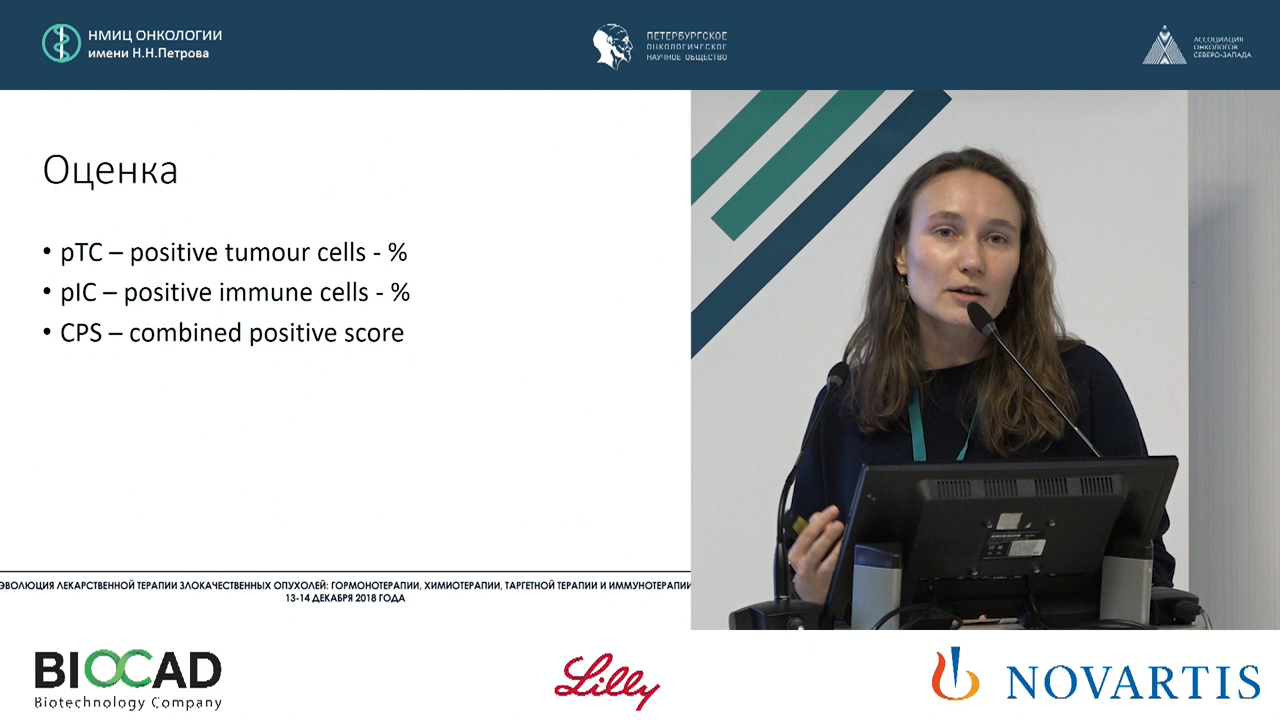 НМИЦ ОНКОЛОГИИ
имени Н.Н.Петрова
ПЕТЕРБУРГСКОЕ
ОНКОЛОГИЧЕСКОЕ
НАУЧНОЕ ОБЩЕСТВО
АССОЦИАЦИЯ
ОНКОЛОГОВ
СЕВЕРО-ЗАПАДА
Оценка
• pTC – positive tumour cells - %
• pIC – positive immune cells - %
• CPS – combined positive score
ЭВОЛЮЦИЯ ЛЕКАРСТВЕННОЙ ТЕРАПИИ ЗЛОКАЧЕСТВЕННЫХ ОПУХОЛЕЙ: ГОРМОНОТЕРАПИИ, ХИМИОТЕРАПИИ, ТАРГЕТНОЙ ТЕРАПИИ И ИММУНОТЕРАПИИ
13-14 ДЕКАБРЯ 2018 ГОДА
BIOCAD
Biotechnology Company
Lilly
NOVARTIS